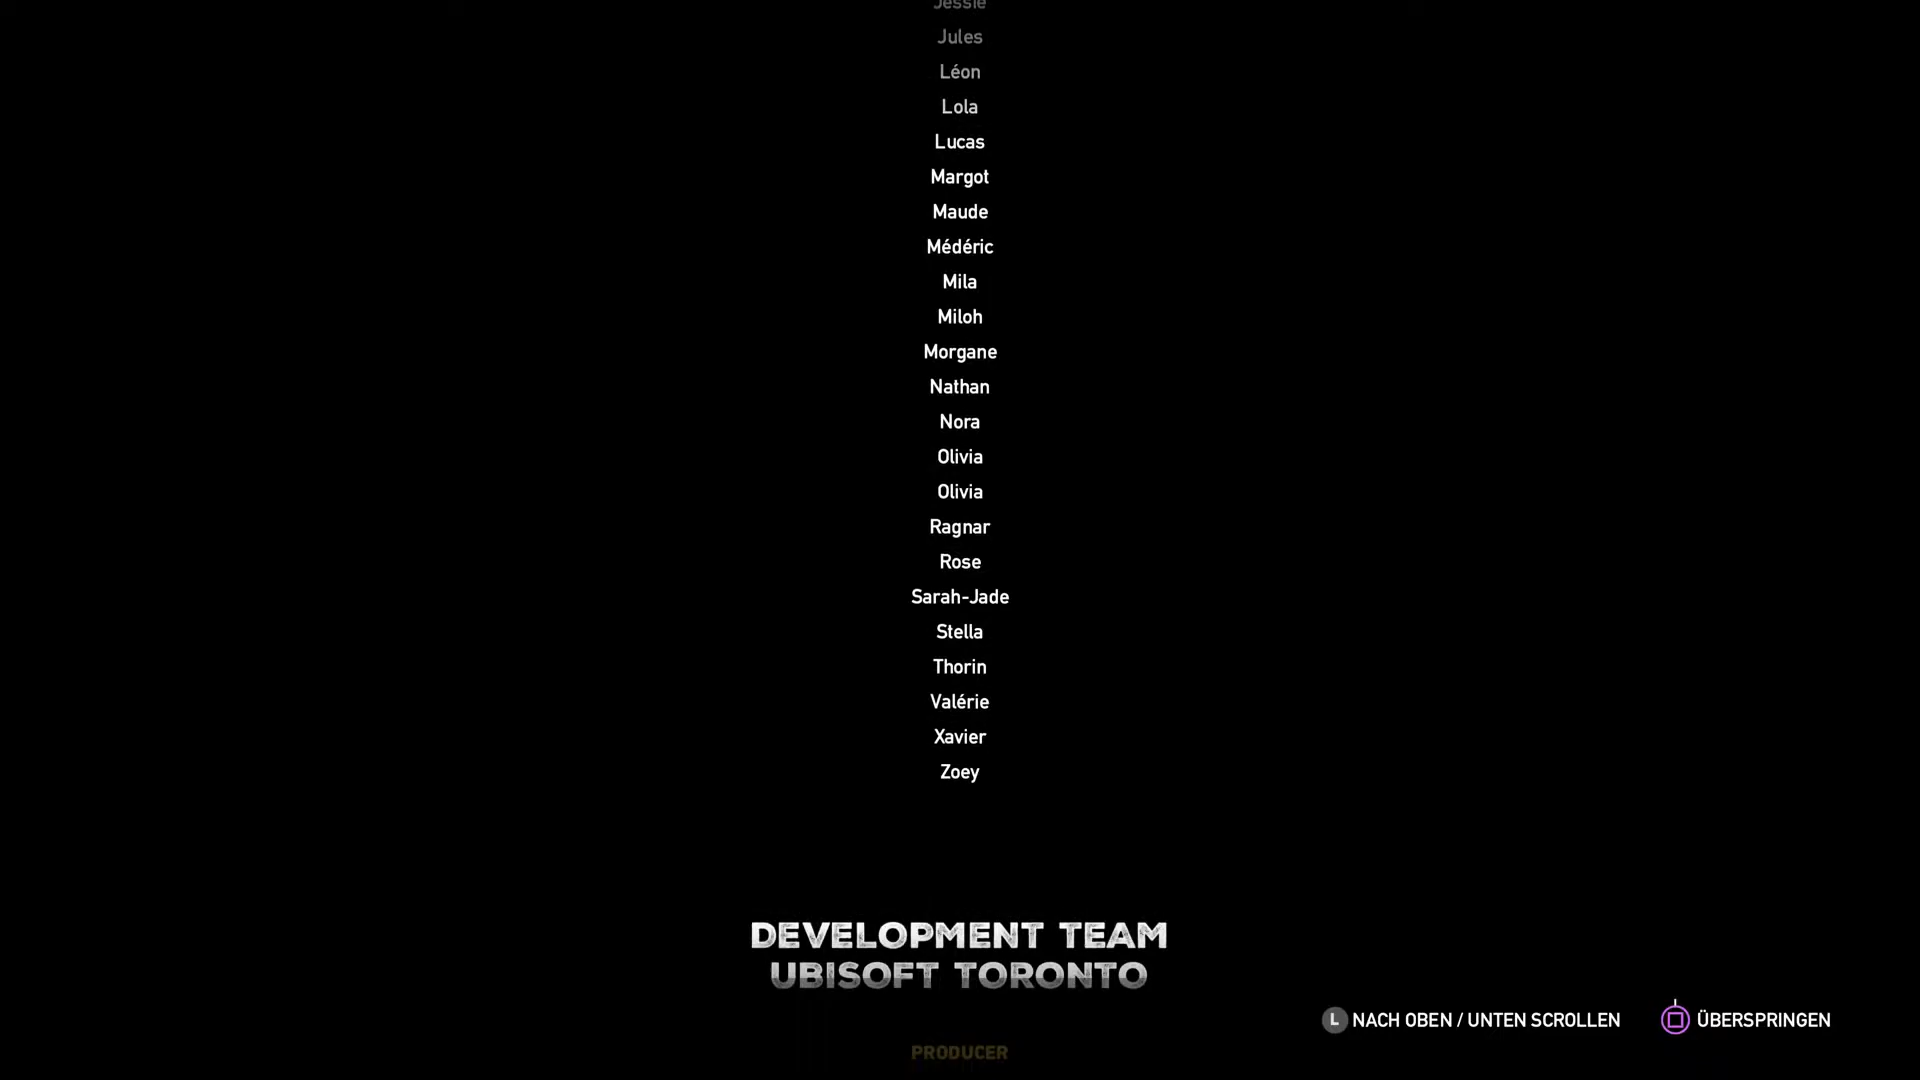 Jessie
Jules
Léon
Lola
Lucas
Margot
Maude
Médéric
Mila
Miloh
Morgane
Nathan
Nora
Olivia
Olivia
Ragnar
Rose
Sarah-Jade
Stella
Thorin
Valérie
Xavier
Zoey
DEVELOPMENT TEAM
UBISOFT TORONTO
L NACH OBEN / UNTEN SCROLLEN ÜBERSPRINGEN
PRODUCER